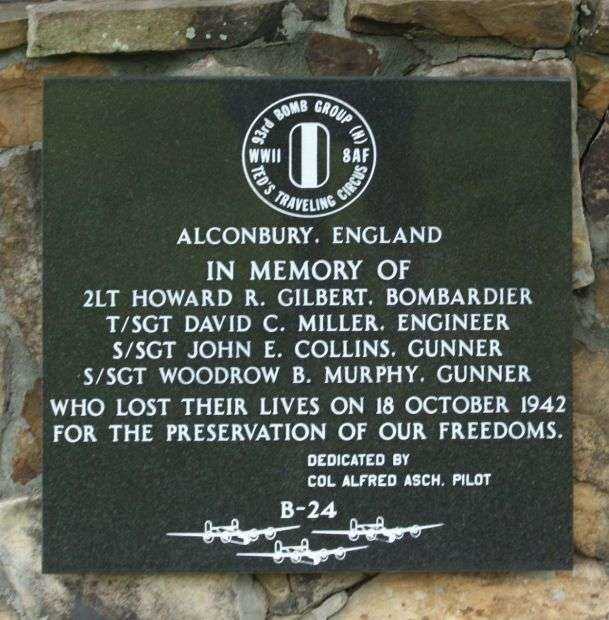 93rd BOMB GROUP (H)
WWII 8AF
TED'S TRAVELING CIRCUS
ALCONBURY, ENGLAND
IN MEMORY OF
2LT HOWARD R. GILBERT, BOMBARDIER
T/SGT DAVID C. MILLER, ENGINEER
S/SGT JOHN E. COLLINS, GUNNER
S/SGT WOODROW B. MURPHY, GUNNER
WHO LOST THEIR LIVES ON 18 OCTOBER 1942
FOR THE PRESERVATION OF OUR FREEDOMS.
DEDICATED BY
COL ALFRED ASCH, PILOT
B-24